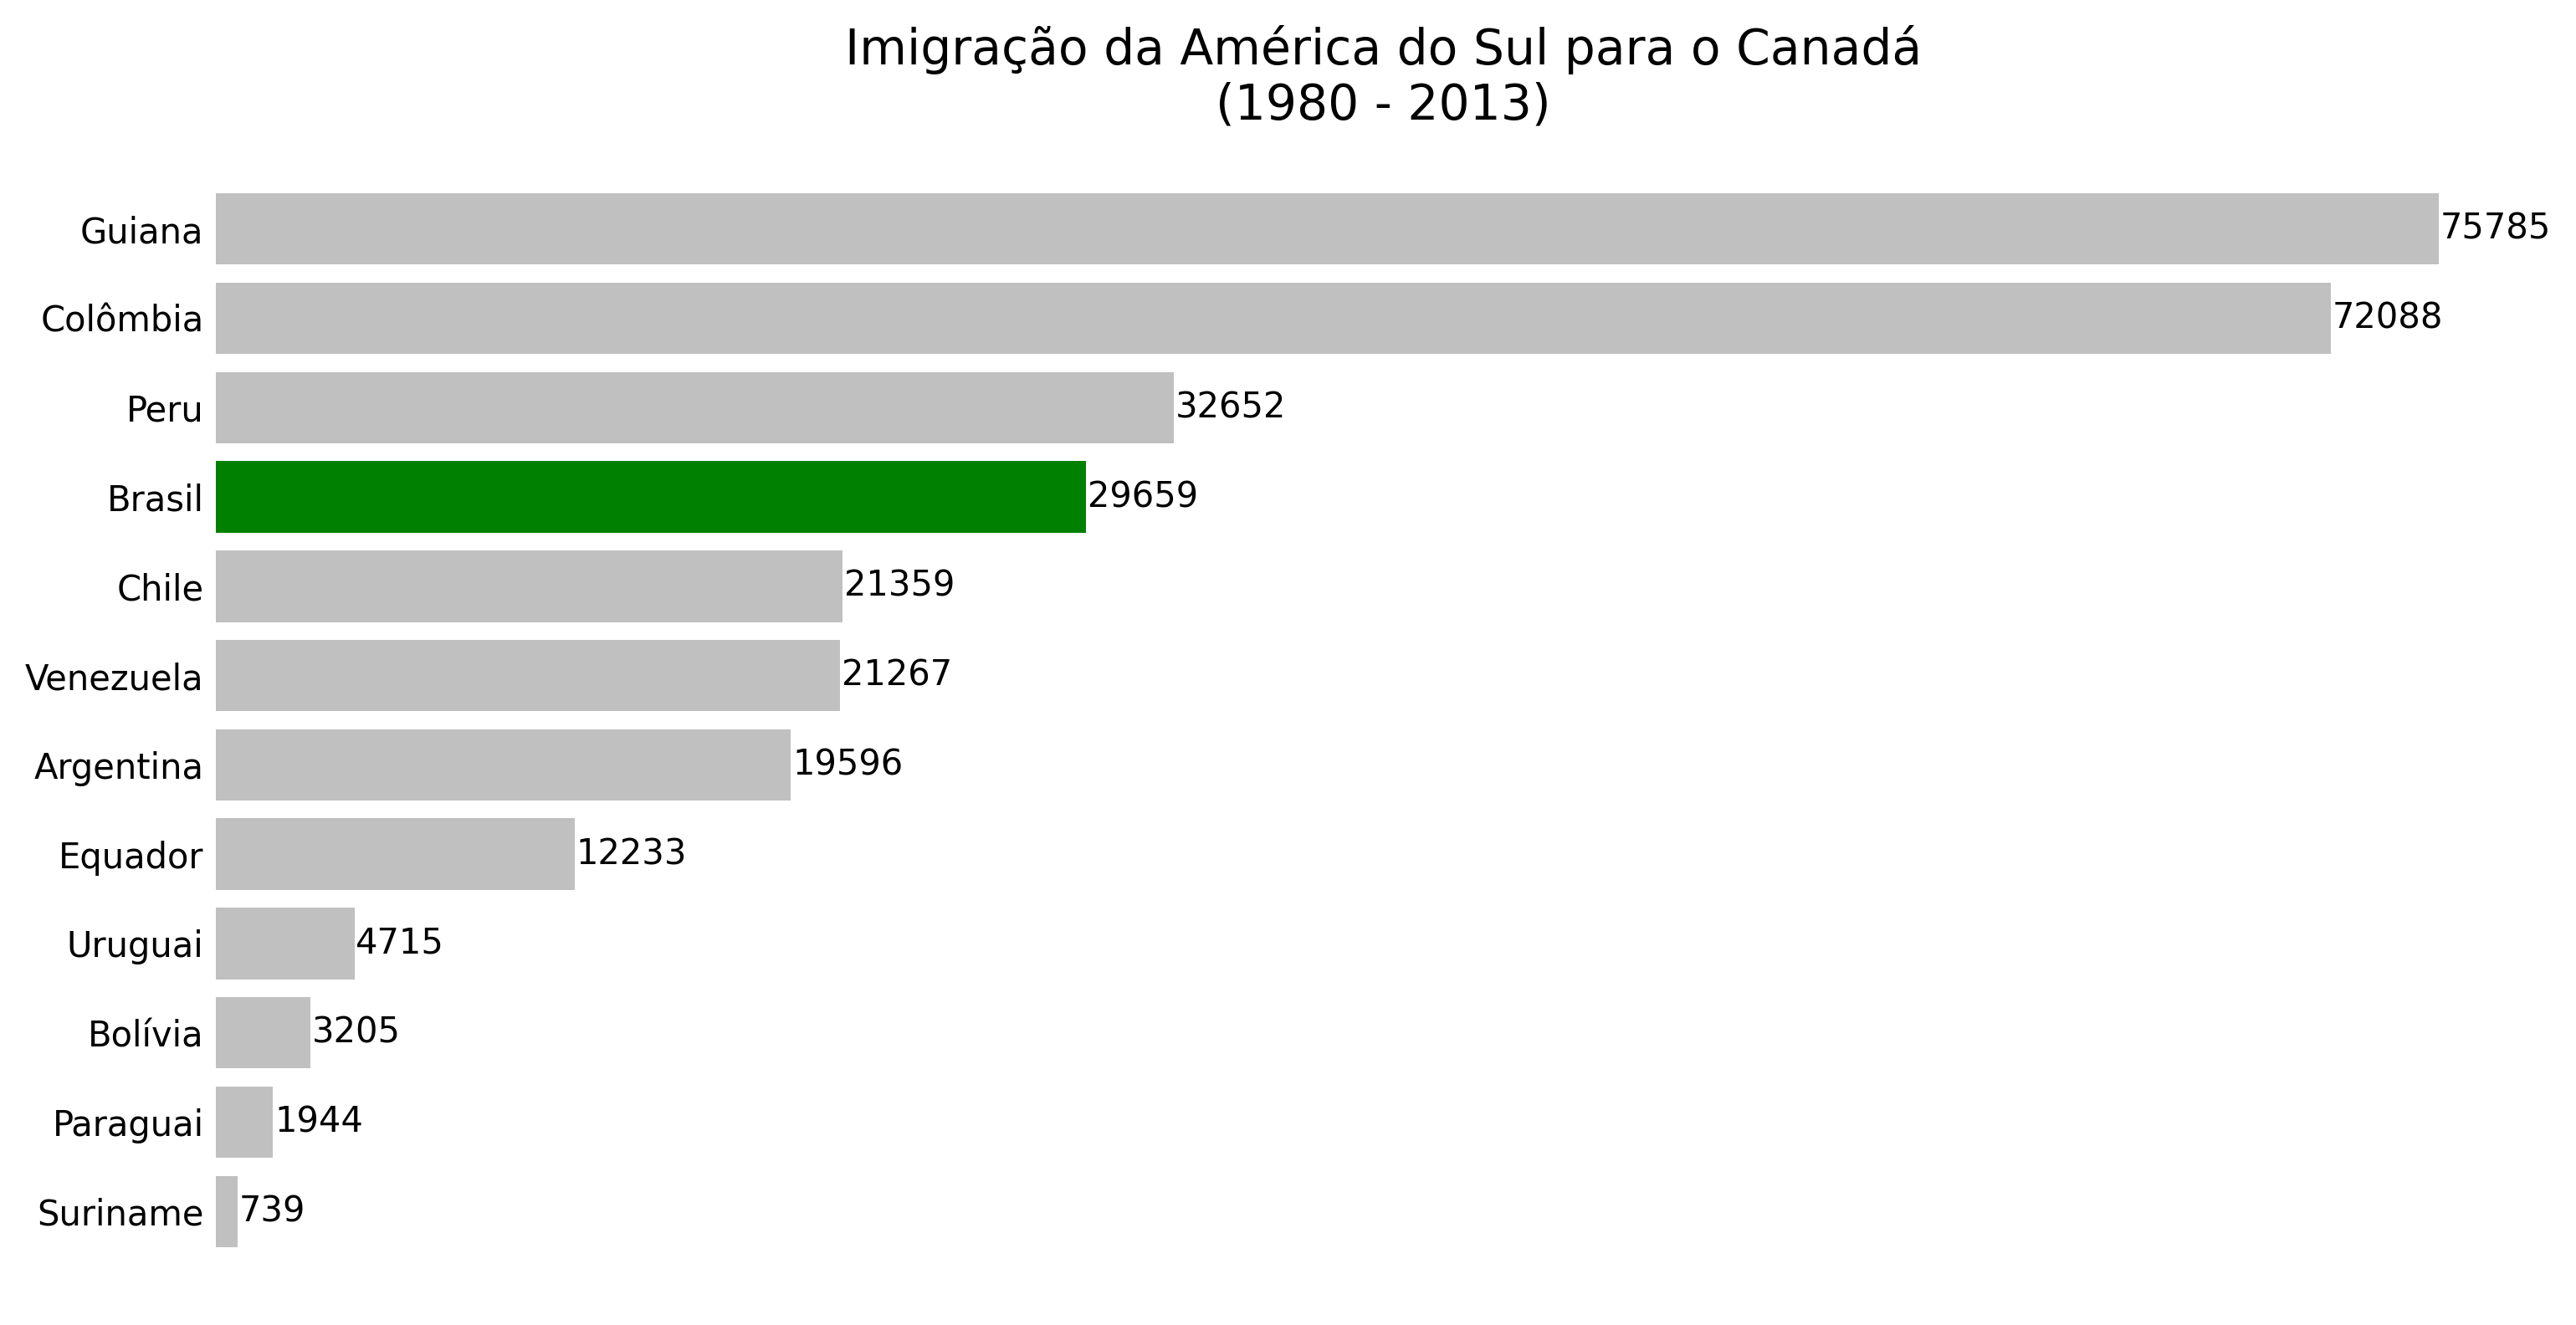 Imigração da América do Sul para o Canadá
(1980 - 2013)
Guiana 75785
Colômbia 72088
Peru 32652
Brasil 29659
Chile 21359
Venezuela 21267
Argentina 19596
Equador 12233
Uruguai 4715
Bolívia 3205
Paraguai 1944
Suriname 739